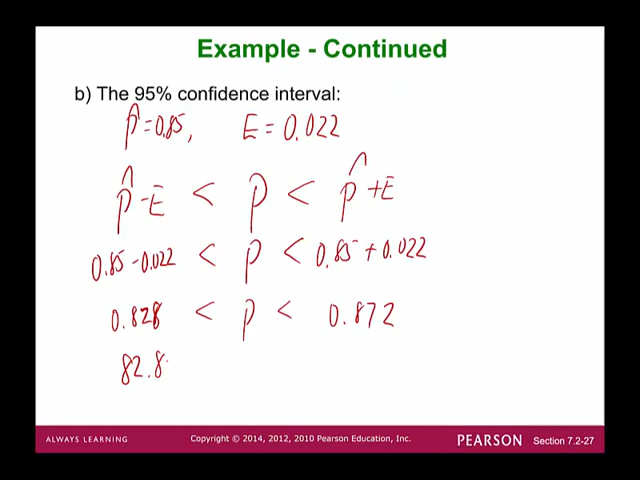 Example - Continued
b) The 95% confidence interval:
p̂ = 0.85, E = 0.022
p̂ - E < p < p̂ + E
0.85 - 0.022 < p < 0.85 + 0.022
0.828 < p < 0.872
82.8
ALWAYS LEARNING Copyright © 2014, 2012, 2010 Pearson Education, Inc. PEARSON Section 7.2-27